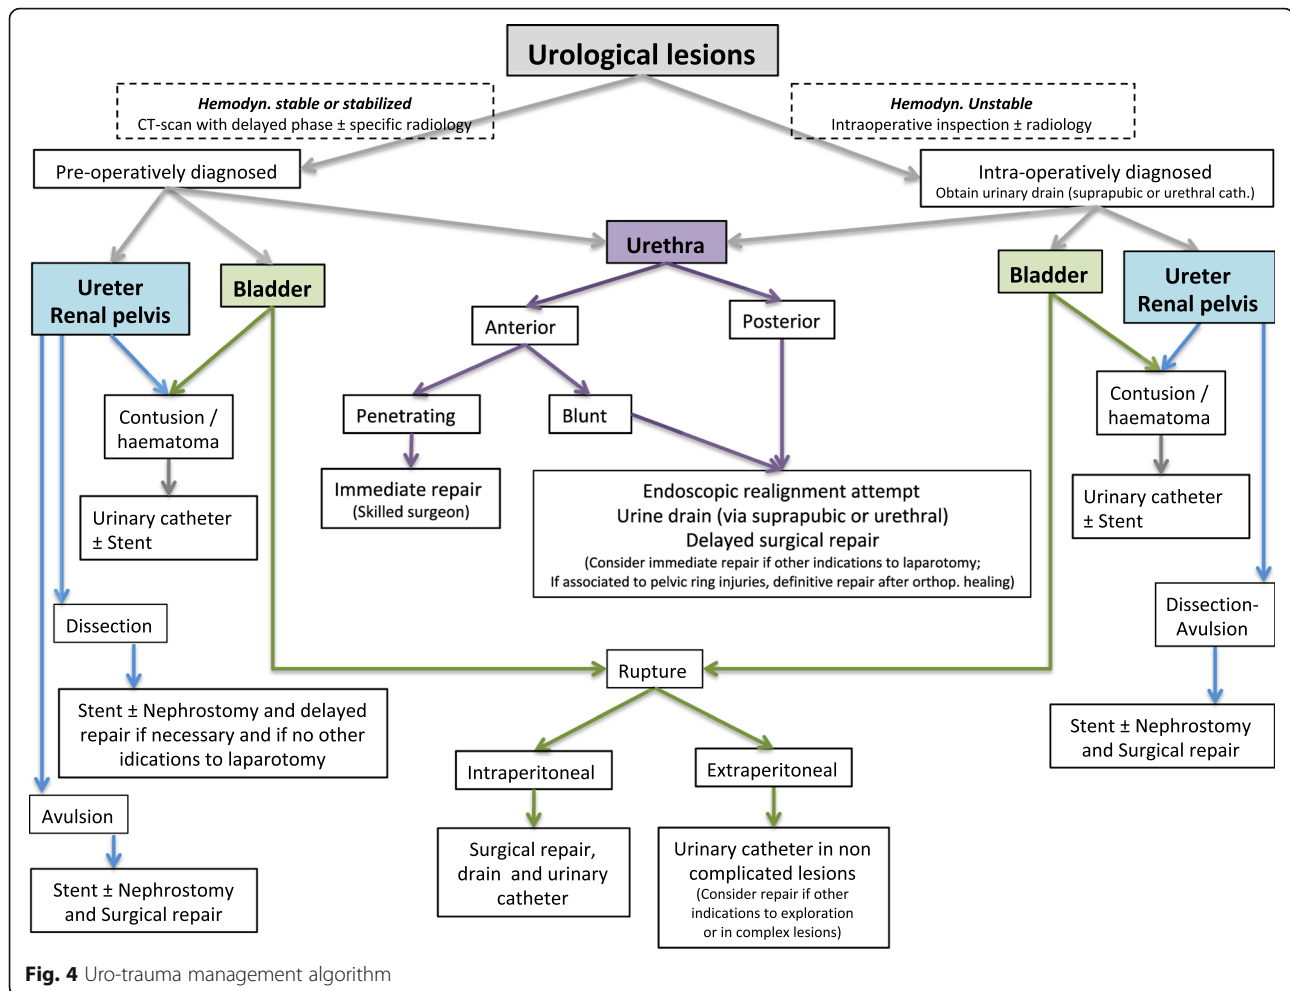 Urological lesions
Hemodyn. stable or stabilized
CT-scan with delayed phase ± specific radiology
Hemodyn. Unstable
Intraoperative inspection ± radiology
Pre-operatively diagnosed
Intra-operatively diagnosed
Obtain urinary drain (suprapubic or urethral cath.)
Urethra
Ureter
Renal pelvis
Bladder
Bladder
Ureter
Renal pelvis
Anterior
Posterior
Contusion /
haematoma
Penetrating
Blunt
Contusion /
haematoma
Urinary catheter
± Stent
Immediate repair
(Skilled surgeon)
Endoscopic realignment attempt
Urine drain (via suprapubic or urethral)
Delayed surgical repair
(Consider immediate repair if other indications to laparotomy;
If associated to pelvic ring injuries, definitive repair after orthop. healing)
Urinary catheter
± Stent
Dissection
Dissection-
Avulsion
Rupture
Stent ± Nephrostomy and delayed
repair if necessary and if no other
idications to laparotomy
Stent ± Nephrostomy
and Surgical repair
Intraperitoneal
Extraperitoneal
Avulsion
Stent ± Nephrostomy
and Surgical repair
Surgical repair,
drain and urinary
catheter
Urinary catheter in non
complicated lesions
(Consider repair if other
indications to exploration
or in complex lesions)
Fig. 4 Uro-trauma management algorithm